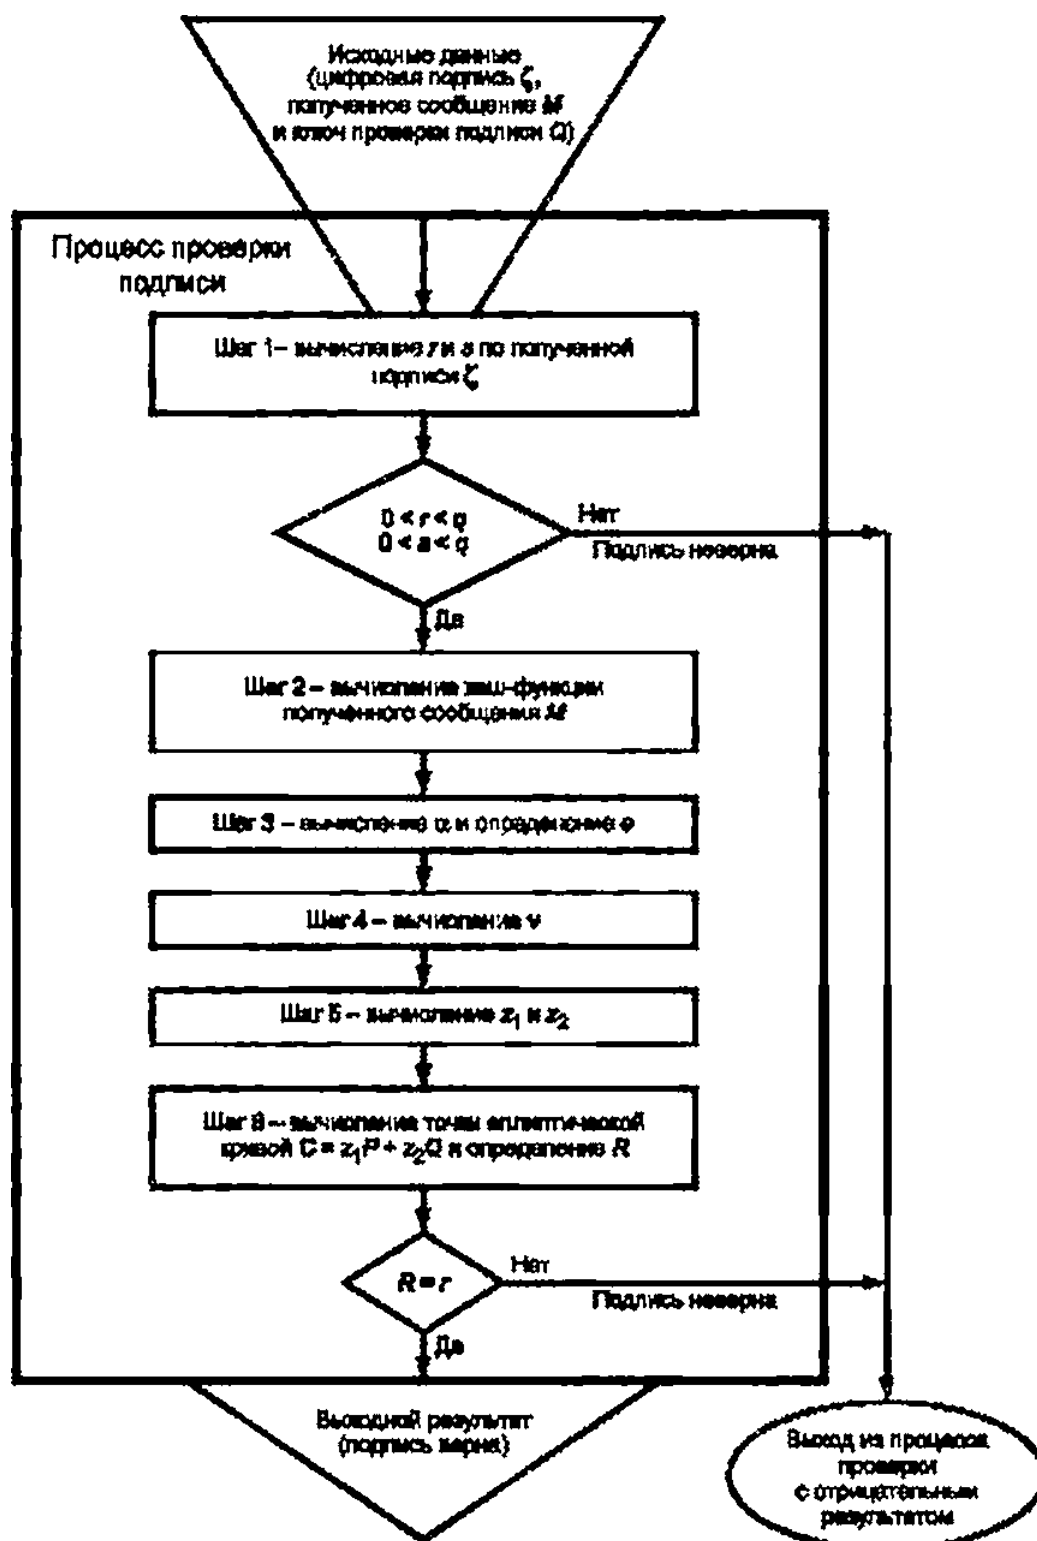 Исходные данные
(цифровая подпись ζ,
полученное сообщение M
и ключ проверки подписи Q)
Процесс проверки
подписи
Шаг 1 – вычисление r и s по полученной
подписи ζ
0 < r < q
0 < s < q
Нет
Подпись неверна
Да
Шаг 2 – вычисление хэш-функции
полученного сообщения M
Шаг 3 – вычисление α и определение e
Шаг 4 – вычисление v
Шаг 5 – вычисление z₁ и z₂
Шаг 6 – вычисление точки эллиптической
кривой C = z₁P + z₂Q и определение R
R = r
Нет
Подпись неверна
Да
Выходной результат
(подпись верна)
Выход из процесса
проверки
с отрицательным
результатом